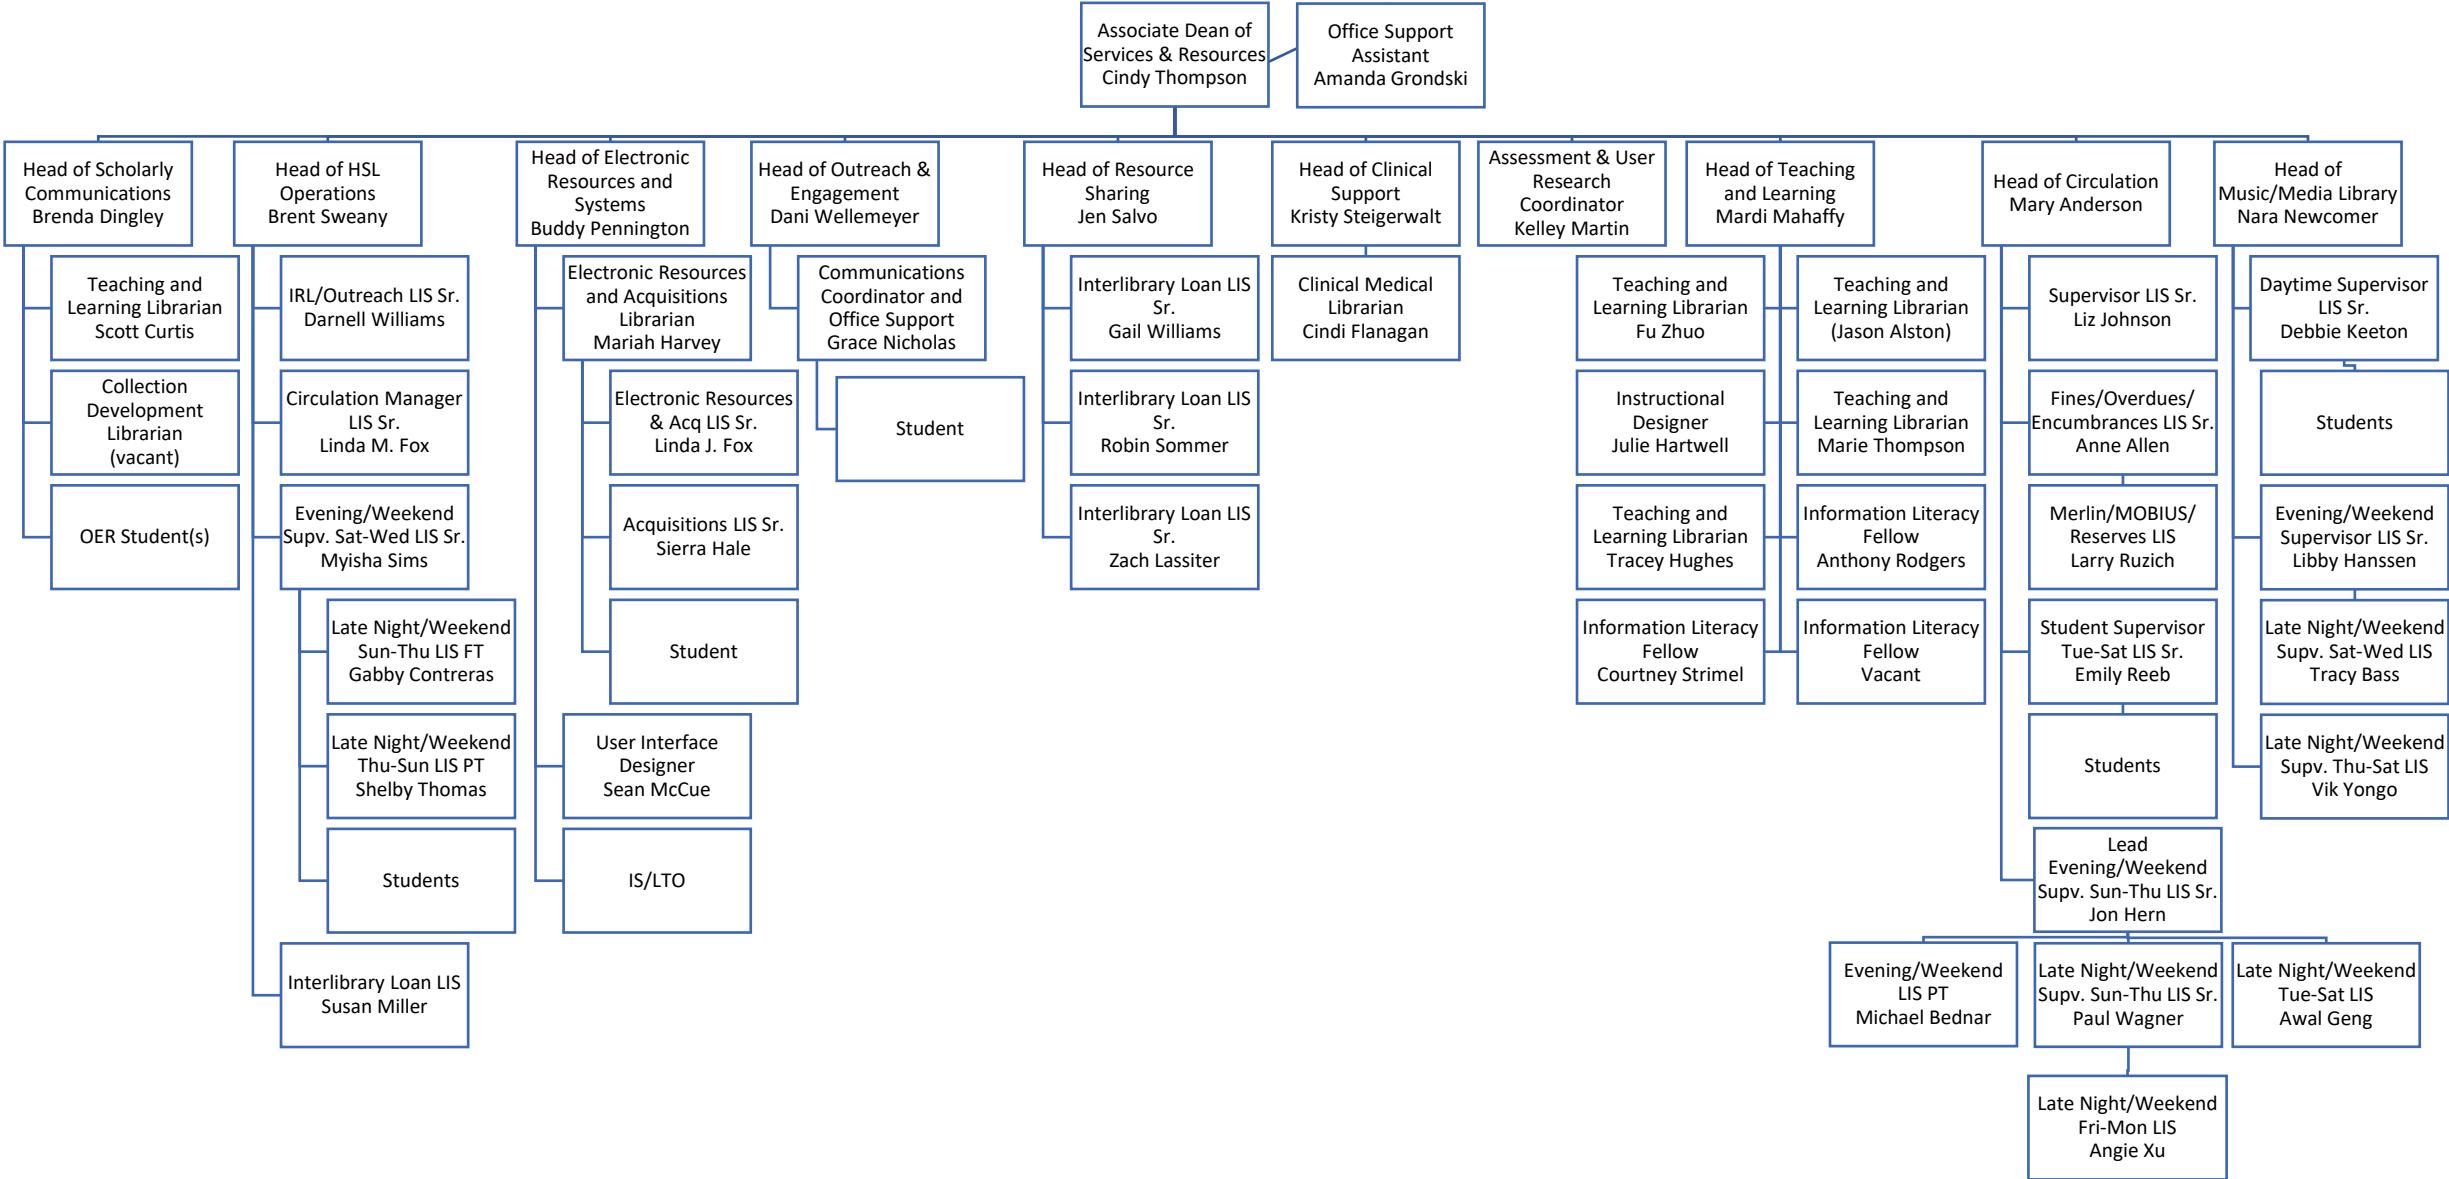 Associate Dean of
Services & Resources
Cindy Thompson
Office Support
Assistant
Amanda Grondski
Head of Scholarly
Communications
Brenda Dingley
Teaching and
Learning Librarian
Scott Curtis
Collection
Development
Librarian
(vacant)
OER Student(s)
Head of HSL
Operations
Brent Sweany
IRL/Outreach LIS Sr.
Darnell Williams
Circulation Manager
LIS Sr.
Linda M. Fox
Evening/Weekend
Supv. Sat-Wed LIS Sr.
Myisha Sims
Late Night/Weekend
Sun-Thu LIS FT
Gabby Contreras
Late Night/Weekend
Thu-Sun LIS PT
Shelby Thomas
Students
Interlibrary Loan LIS
Susan Miller
Head of Electronic
Resources and
Systems
Buddy Pennington
Electronic Resources
and Acquisitions
Librarian
Mariah Harvey
Electronic Resources
& Acq LIS Sr.
Linda J. Fox
Acquisitions LIS Sr.
Sierra Hale
Student
User Interface
Designer
Sean McCue
IS/LTO
Head of Outreach &
Engagement
Dani Wellemeyer
Communications
Coordinator and
Office Support
Grace Nicholas
Student
Head of Resource
Sharing
Jen Salvo
Interlibrary Loan LIS
Sr.
Gail Williams
Interlibrary Loan LIS
Sr.
Robin Sommer
Interlibrary Loan LIS
Sr.
Zach Lassiter
Head of Clinical
Support
Kristy Steigerwalt
Clinical Medical
Librarian
Cindi Flanagan
Assessment & User
Research
Coordinator
Kelley Martin
Head of Teaching
and Learning
Mardi Mahaffy
Teaching and
Learning Librarian
Fu Zhuo
Teaching and
Learning Librarian
(Jason Alston)
Instructional
Designer
Julie Hartwell
Teaching and
Learning Librarian
Marie Thompson
Teaching and
Learning Librarian
Tracey Hughes
Information Literacy
Fellow
Anthony Rodgers
Information Literacy
Fellow
Courtney Strimel
Information Literacy
Fellow
Vacant
Head of Circulation
Mary Anderson
Supervisor LIS Sr.
Liz Johnson
Fines/Overdues/
Encumbrances LIS Sr.
Anne Allen
Merlin/MOBIUS/
Reserves LIS
Larry Ruzich
Student Supervisor
Tue-Sat LIS Sr.
Emily Reeb
Students
Lead
Evening/Weekend
Supv. Sun-Thu LIS Sr.
Jon Hern
Evening/Weekend
LIS PT
Michael Bednar
Late Night/Weekend
Supv. Sun-Thu LIS Sr.
Paul Wagner
Late Night/Weekend
Tue-Sat LIS
Awal Geng
Late Night/Weekend
Fri-Mon LIS
Angie Xu
Head of
Music/Media Library
Nara Newcomer
Daytime Supervisor
LIS Sr.
Debbie Keeton
Students
Evening/Weekend
Supervisor LIS Sr.
Libby Hanssen
Late Night/Weekend
Supv. Sat-Wed LIS
Tracy Bass
Late Night/Weekend
Supv. Thu-Sat LIS
Vik Yongo